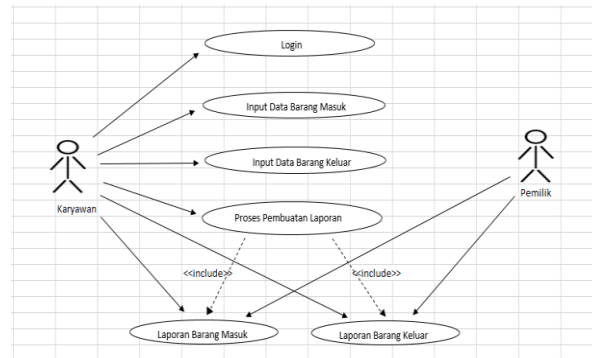 Login
Input Data Barang Masuk
Input Data Barang Keluar
Karyawan
Pemilik
Proses Pembuatan Laporan
<<include>>
<<include>>
Laporan Barang Masuk
Laporan Barang Keluar